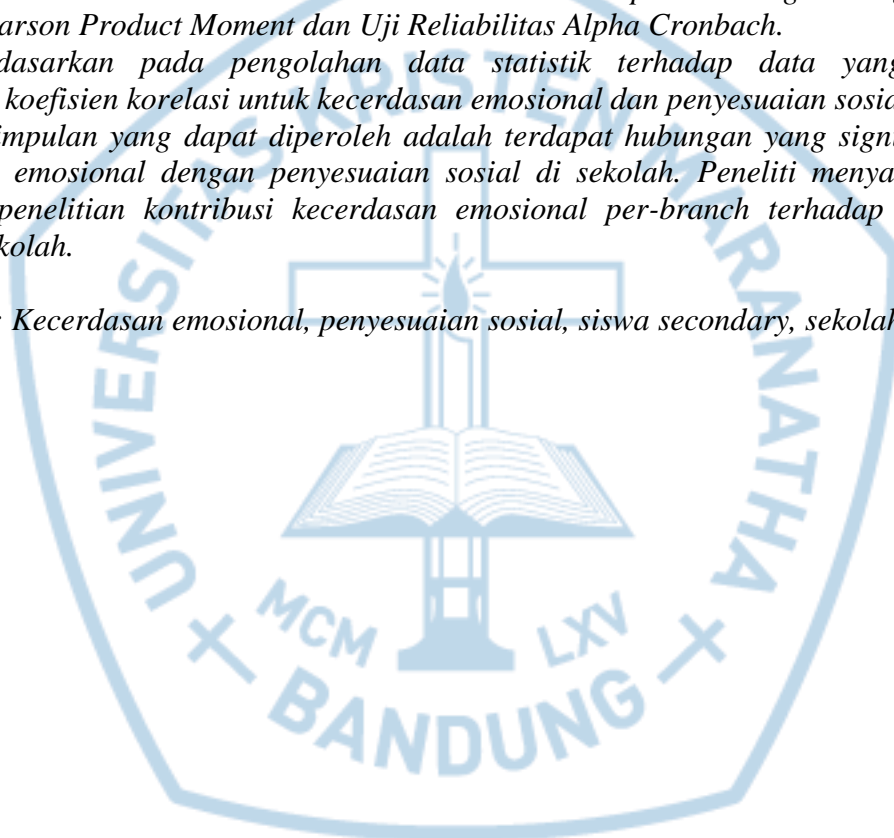 arson Product Moment dan Uji Reliabilitas Alpha Cronbach.
dasarkan pada pengolahan data statistik terhadap data yang
koefisien korelasi untuk kecerdasan emosional dan penyesuaian sosia
impulan yang dapat diperoleh adalah terdapat hubungan yang sign
emosional dengan penyesuaian sosial di sekolah. Peneliti menya
penelitian kontribusi kecerdasan emosional per-branch terhadap
kolah.
: Kecerdasan emosional, penyesuaian sosial, siswa secondary, sekolah
UNIVERSITAS KRISTEN MARANATHA
MCM LXV
BANDUNG